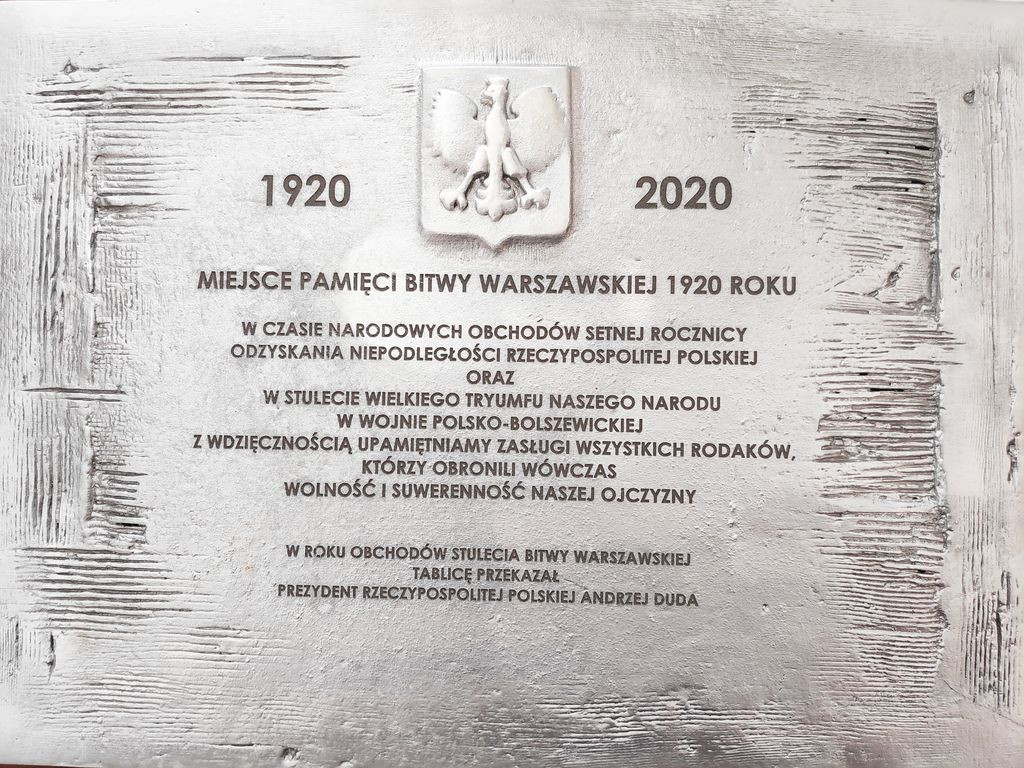 1920 2020
MIEJSCE PAMIĘCI BITWY WARSZAWSKIEJ 1920 ROKU
W CZASIE NARODOWYCH OBCHODÓW SETNEJ ROCZNICY
ODZYSKANIA NIEPODLEGŁOŚCI RZECZYPOSPOLITEJ POLSKIEJ
ORAZ
W STULECIE WIELKIEGO TRYUMFU NASZEGO NARODU
W WOJNIE POLSKO-BOLSZEWICKIEJ
Z WDZIĘCZNOŚCIĄ UPAMIĘTNIAMY ZASŁUGI WSZYSTKICH RODAKÓW,
KTÓRZY OBRONILI WÓWCZAS
WOLNOŚĆ I SUWERENNOŚĆ NASZEJ OJCZYZNY
W ROKU OBCHODÓW STULECIA BITWY WARSZAWSKIEJ
TABLICĘ PRZEKAZAŁ
PREZYDENT RZECZYPOSPOLITEJ POLSKIEJ ANDRZEJ DUDA